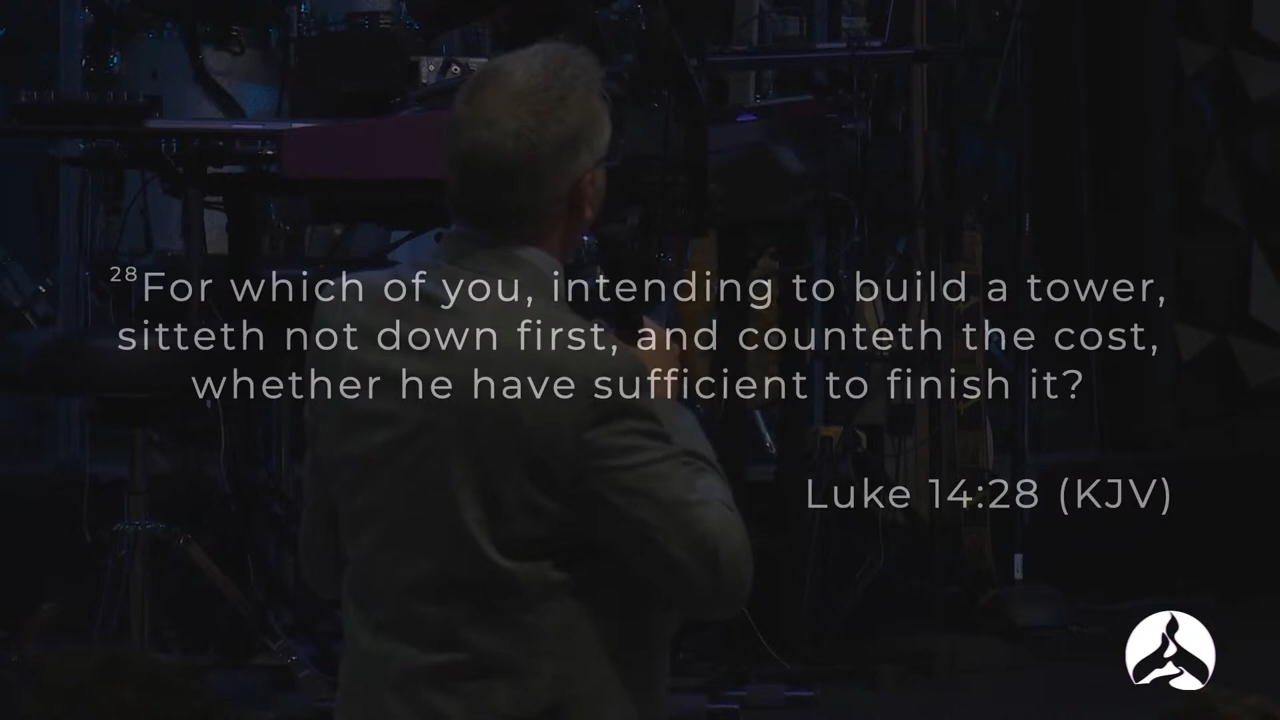 28For which of you, intending to build a tower,
sitteth not down first, and counteth the cost,
whether he have sufficient to finish it?
Luke 14:28 (KJV)